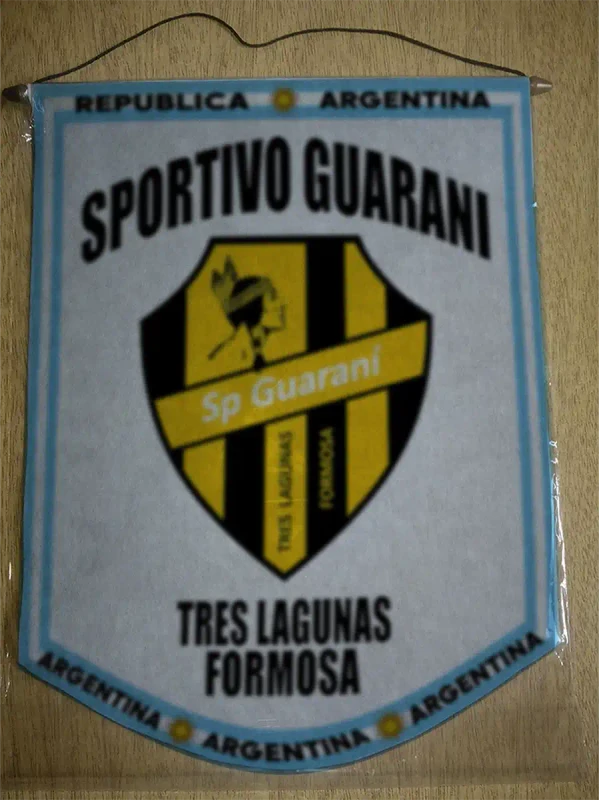 REPUBLICA ARGENTINA
SPORTIVO GUARANI
Sp Guaraní
TRES LAGUNAS
FORMOSA
TRES LAGUNAS
FORMOSA
ARGENTINA ARGENTINA ARGENTINA